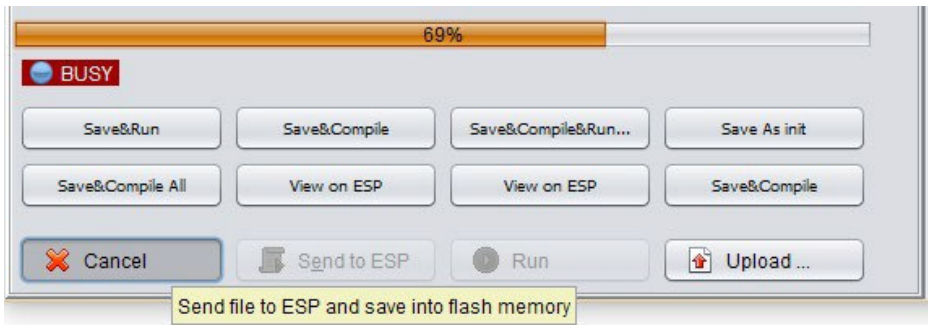 69%
BUSY
Save&Run Save&Compile Save&Compile&Run... Save As init
Save&Compile All View on ESP View on ESP Save&Compile
Cancel Send to ESP Run Upload ...
Send file to ESP and save into flash memory